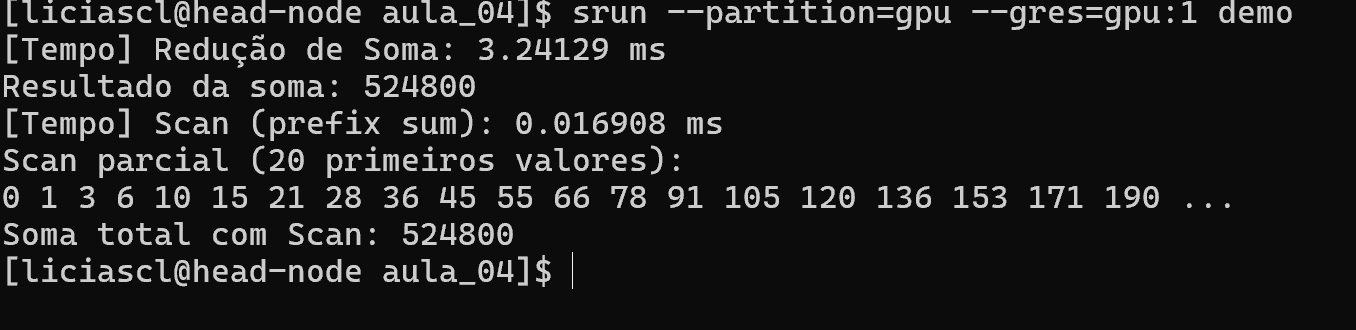 [liciascl@head-node aula_04]$ srun --partition=gpu --gres=gpu:1 demo
[Tempo] Redução de Soma: 3.24129 ms
Resultado da soma: 524800
[Tempo] Scan (prefix sum): 0.016908 ms
Scan parcial (20 primeiros valores):
0 1 3 6 10 15 21 28 36 45 55 66 78 91 105 120 136 153 171 190 ...
Soma total com Scan: 524800
[liciascl@head-node aula_04]$